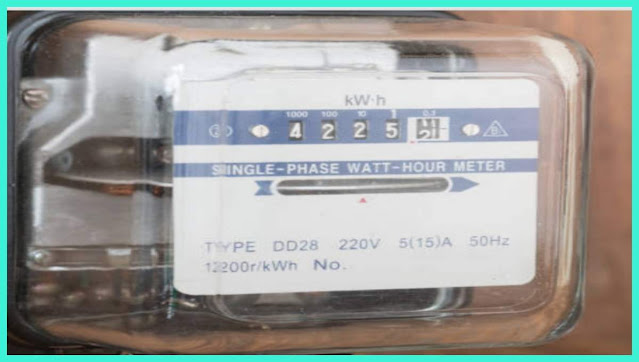 kW·h
1000 100 10 1 0.1
4 2 2 5
SINGLE-PHASE WATT-HOUR METER
TYPE DD28 220V 5(15)A 50Hz
1200r/kWh No.